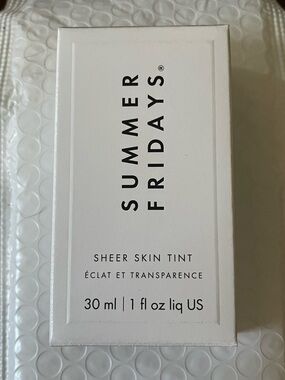 SUMMER
FRIDAYS®
SHEER SKIN TINT
ÉCLAT ET TRANSPARENCE
30 ml | 1 fl oz liq US